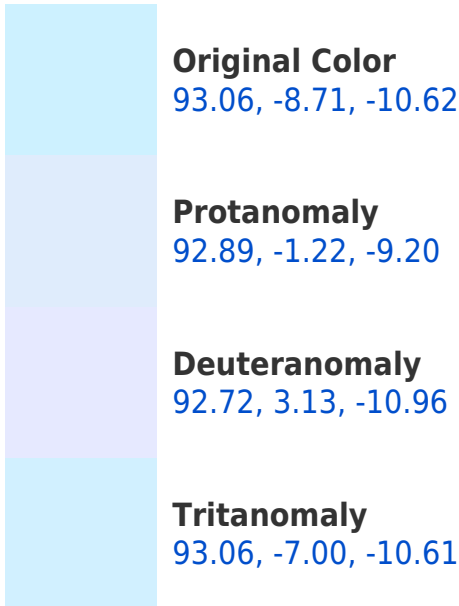 Original Color
93.06, -8.71, -10.62
Protanomaly
92.89, -1.22, -9.20
Deuteranomaly
92.72, 3.13, -10.96
Tritanomaly
93.06, -7.00, -10.61